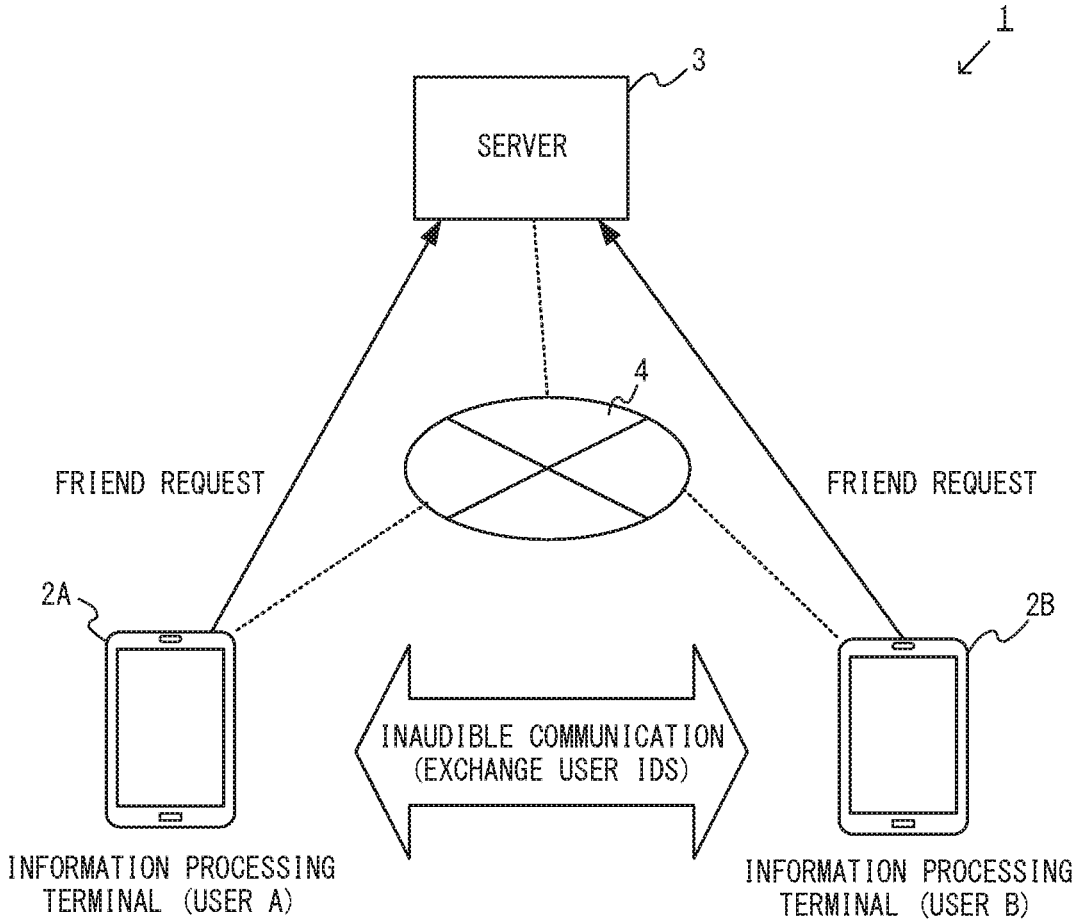 1
3
SERVER
4
FRIEND REQUEST
FRIEND REQUEST
2A
2B
INAUDIBLE COMMUNICATION
(EXCHANGE USER IDS)
INFORMATION PROCESSING
TERMINAL (USER A)
INFORMATION PROCESSING
TERMINAL (USER B)